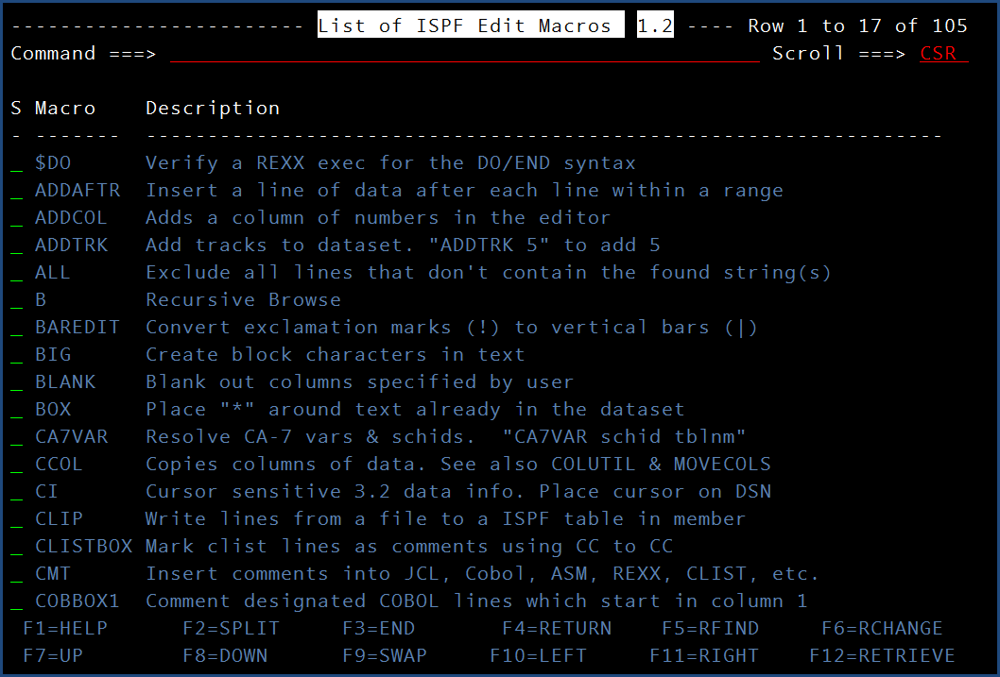 ------------------------ List of ISPF Edit Macros 1.2 ---- Row 1 to 17 of 105
Command ===> ________________________________________________ Scroll ===> CSR
S Macro    Description
- -------  -----------------------------------------------------------------
_ $DO      Verify a REXX exec for the DO/END syntax
_ ADDAFTR  Insert a line of data after each line within a range
_ ADDCOL   Adds a column of numbers in the editor
_ ADDTRK   Add tracks to dataset. "ADDTRK 5" to add 5
_ ALL      Exclude all lines that don't contain the found string(s)
_ B        Recursive Browse
_ BAREDIT  Convert exclamation marks (!) to vertical bars (|)
_ BIG      Create block characters in text
_ BLANK    Blank out columns specified by user
_ BOX      Place "*" around text already in the dataset
_ CA7VAR   Resolve CA-7 vars & schids.  "CA7VAR schid tblnm"
_ CCOL     Copies columns of data. See also COLUTIL & MOVECOLS
_ CI       Cursor sensitive 3.2 data info. Place cursor on DSN
_ CLIP     Write lines from a file to a ISPF table in member
_ CLISTBOX Mark clist lines as comments using CC to CC
_ CMT      Insert comments into JCL, Cobol, ASM, REXX, CLIST, etc.
_ COBBOX1  Comment designated COBOL lines which start in column 1
F1=HELP      F2=SPLIT     F3=END       F4=RETURN    F5=RFIND     F6=RCHANGE
F7=UP        F8=DOWN      F9=SWAP     F10=LEFT     F11=RIGHT    F12=RETRIEVE